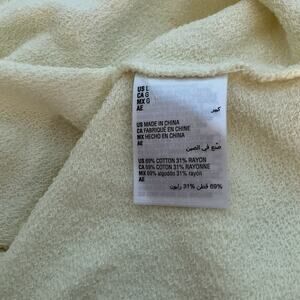 US L
CA G
MX G
AE
كبير
US MADE IN CHINA
CA FABRIQUÉ EN CHINE
MX HECHO EN CHINA
AE
صنع في الصين
US 69% COTTON 31% RAYON
CA 69% COTON 31% RAYONNE
MX 69% algodón 31% rayón
AE
69% قطن 31% رايون